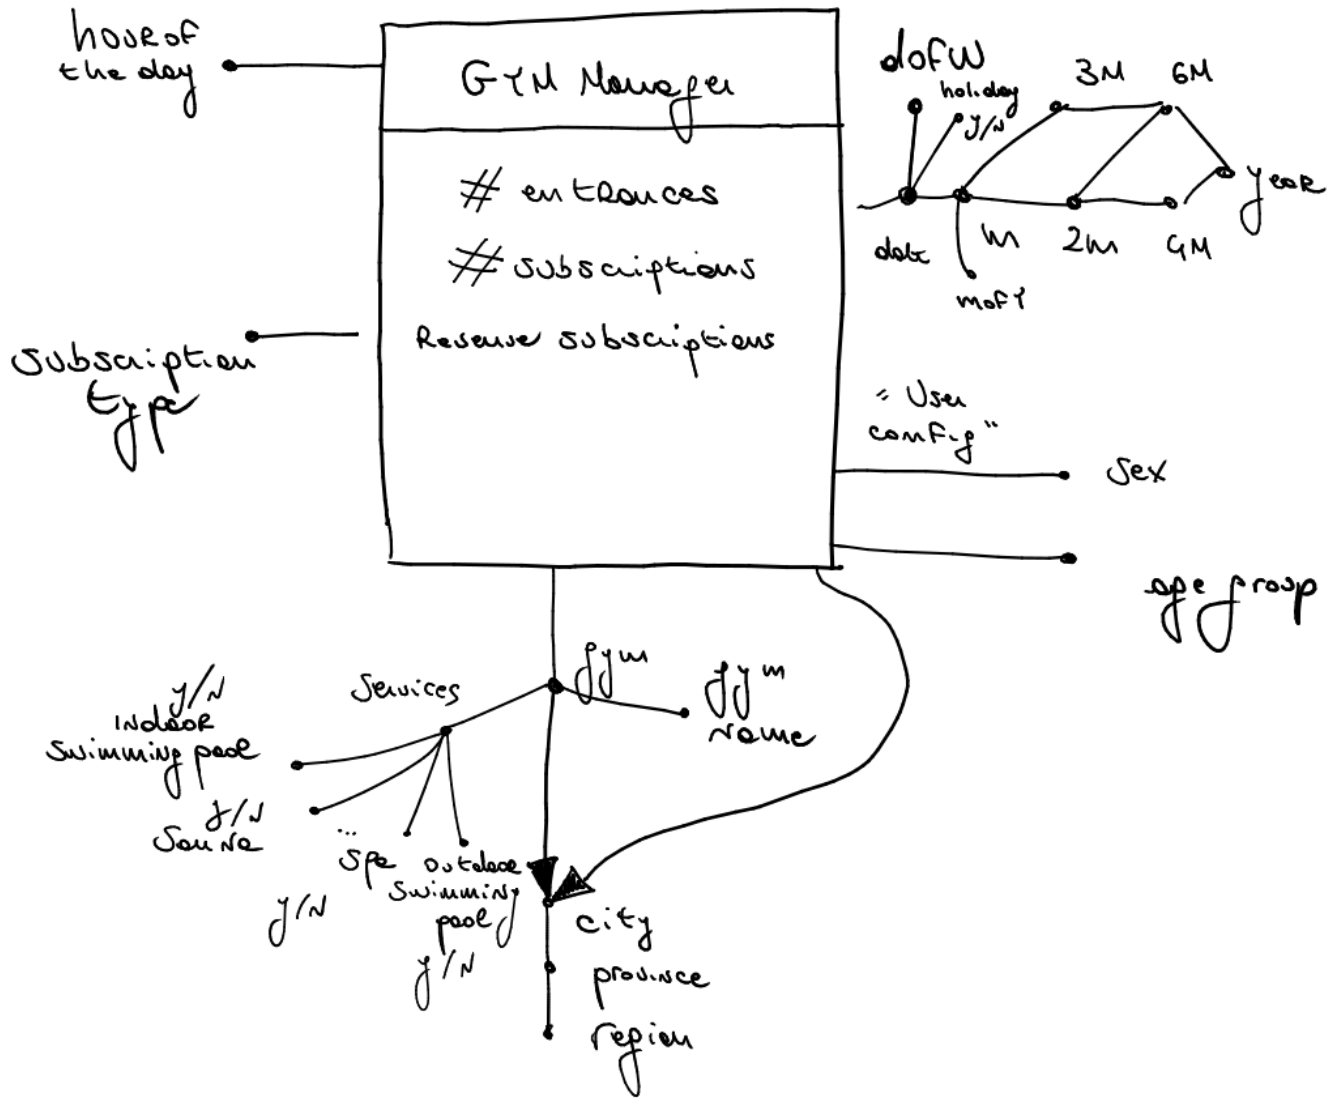 hour of
the day
GYM Manager
# entrances
# subscriptions
Revenue subscriptions
subscription
type
dofW
holiday
Y/N
3M
6M
year
date
m
2m
4M
mofY
"User
config"
Sex
age group
gym
gym
name
Services
Y/N
Indoor
Swimming pool
Y/N
Sauna
...
Spa
Y/N
outdoor
Swimming
pool
Y/N
city
province
region